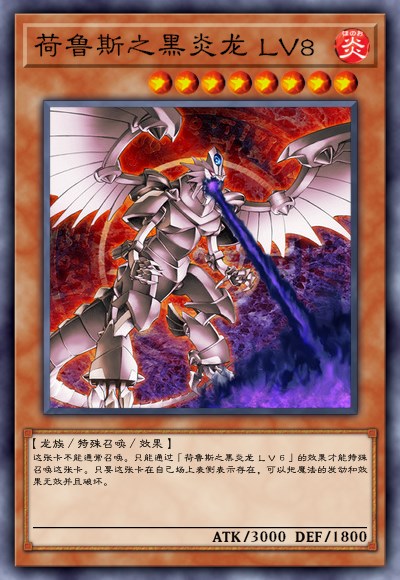 荷鲁斯之黑炎龙 LV8
ほのお
炎
【龙族/特殊召唤/效果】
这张卡不能通常召唤。只能通过「荷鲁斯之黑炎龙 LV6」的效果才能特殊
召唤这张卡。只要这张卡在自己场上表侧表示存在,可以把魔法的发动和效
果无效并且破坏。
ATK/3000 DEF/1800